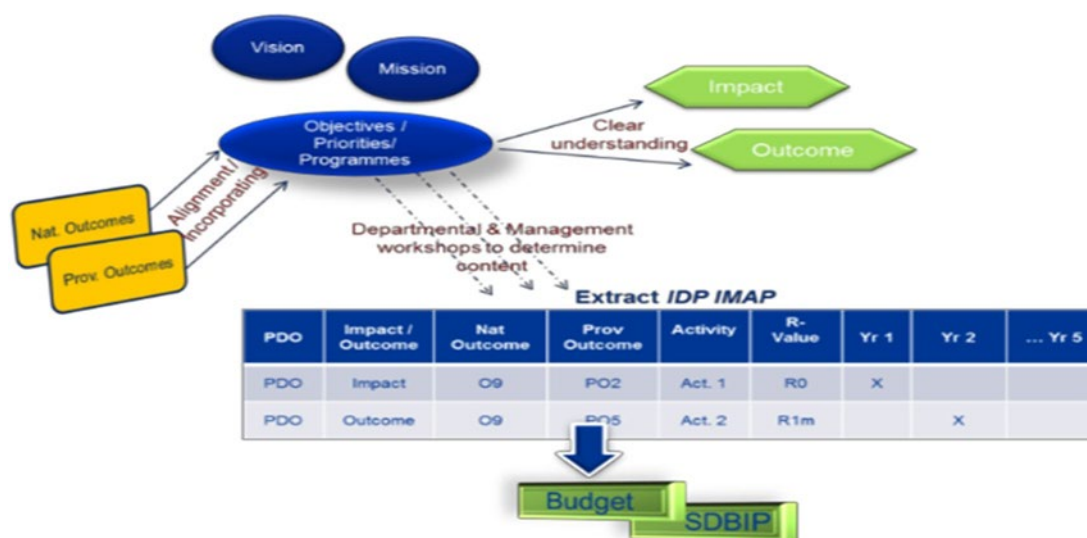 Vision
Mission
Objectives /
Priorities/
Programmes
Impact
Clear
understanding
Outcome
Alignment/
Incorporating
Nat. Outcomes
Prov. Outcomes
Departmental & Management
workshops to determine
content
Extract IDP IMAP
PDO Impact / Outcome Nat Outcome Prov Outcome Activity R-Value Yr 1 Yr 2 ... Yr 5
PDO Impact O9 PO2 Act. 1 R0 X
PDO Outcome O9 PO5 Act. 2 R1m X
Budget
SDBIP